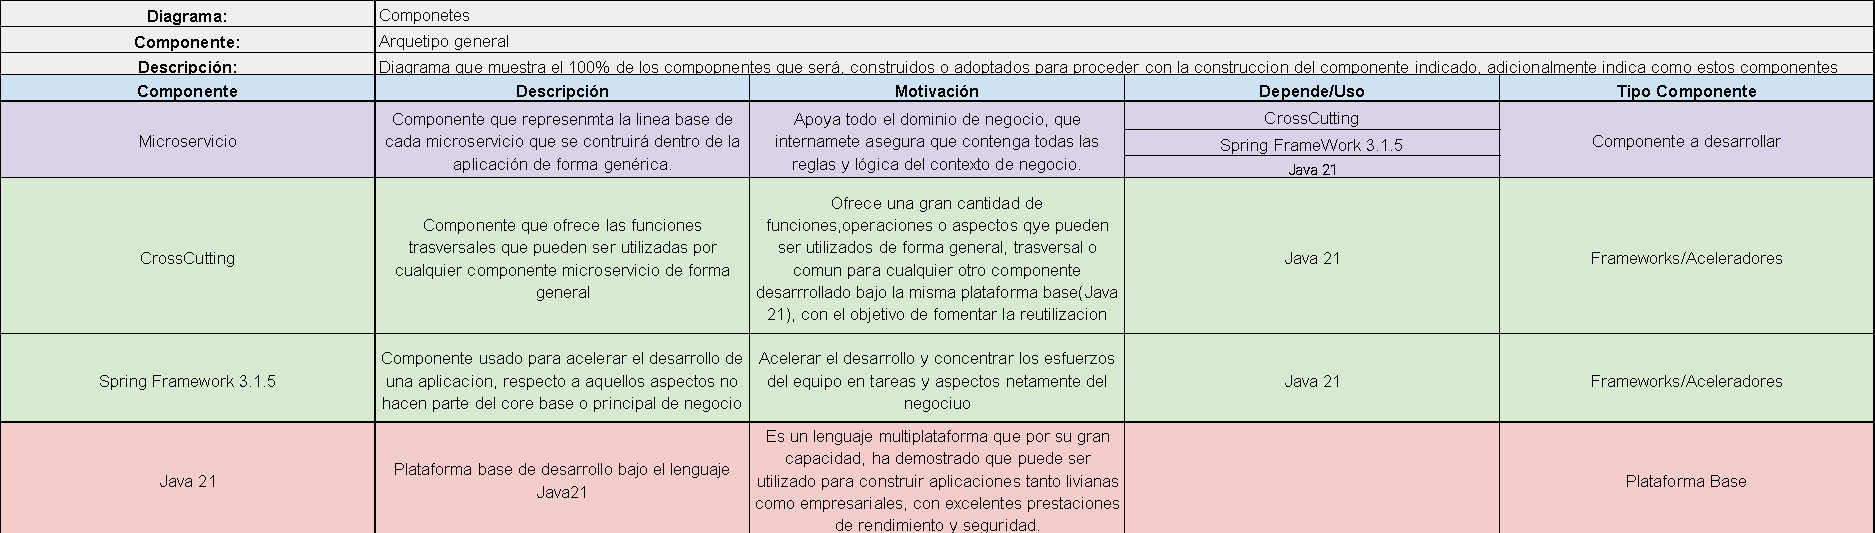 Diagrama: Componetes
Componente: Arquetipo general
Descripción: Diagrama que muestra el 100% de los compopnentes que será, construidos o adoptados para proceder con la construccion del componente indicado, adicionalmente indica como estos componentes
Componente Descripción Motivación Depende/Uso Tipo Componente
Microservicio
Componente que represenmta la linea base de
cada microservicio que se contruirá dentro de la
aplicación de forma genérica.
Apoya todo el dominio de negocio, que
internamete asegura que contenga todas las
reglas y lógica del contexto de negocio.
CrossCutting
Spring FrameWork 3.1.5
Java 21
Componente a desarrollar
CrossCutting
Componente que ofrece las funciones
trasversales que pueden ser utilizadas por
cualquier componente microservicio de forma
general
Ofrece una gran cantidad de
funciones,operaciones o aspectos qye pueden
ser utilizados de forma general, trasversal o
comun para cualquier otro componente
desarrrollado bajo la misma plataforma base(Java
21), con el objetivo de fomentar la reutilizacion
Java 21
Frameworks/Aceleradores
Spring Framework 3.1.5
Componente usado para acelerar el desarrollo de
una aplicacion, respecto a aquellos aspectos no
hacen parte del core base o principal de negocio
Acelerar el desarrollo y concentrar los esfuerzos
del equipo en tareas y aspectos netamente del
negociuo
Java 21
Frameworks/Aceleradores
Java 21
Plataforma base de desarrollo bajo el lenguaje
Java21
Es un lenguaje multiplataforma que por su gran
capacidad, ha demostrado que puede ser
utilizado para construir aplicaciones tanto livianas
como empresariales, con excelentes prestaciones
de rendimiento y seguridad.
Plataforma Base